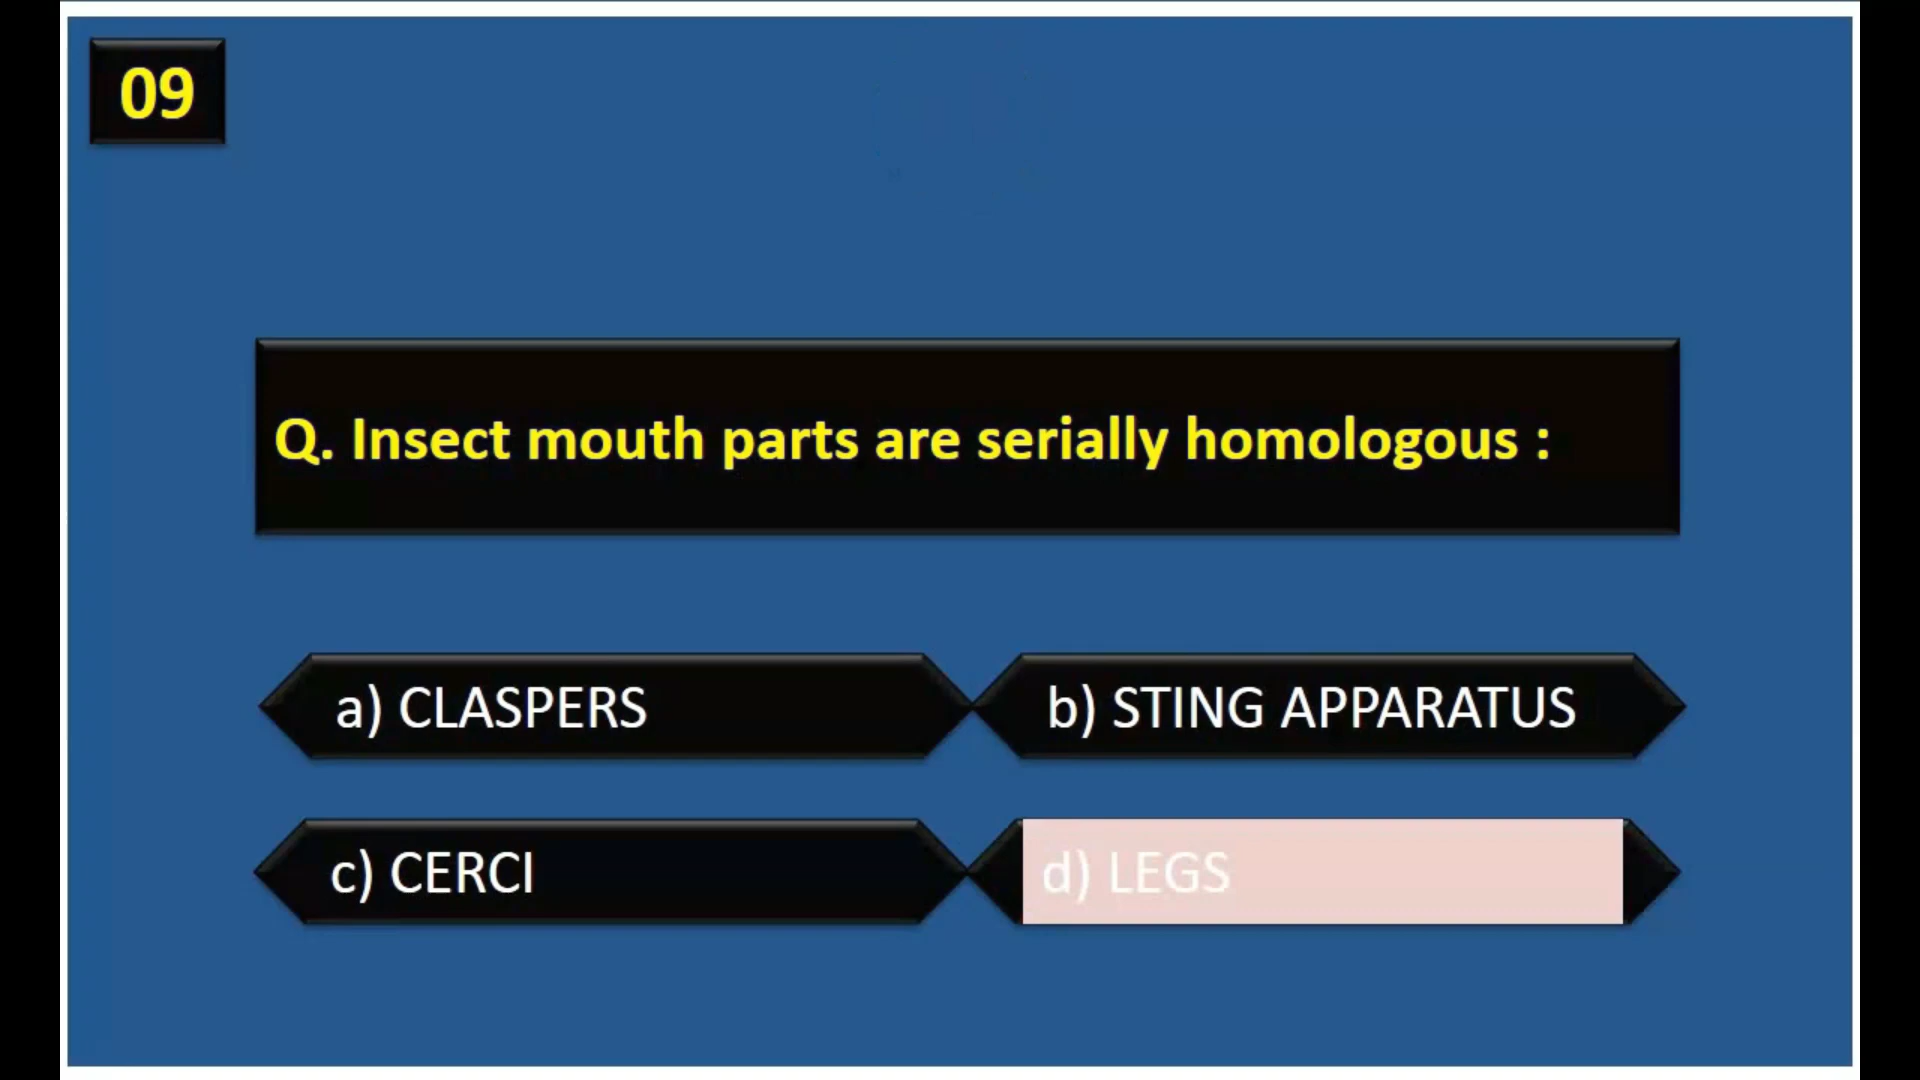 09
Q. Insect mouth parts are serially homologous :
a) CLASPERS
b) STING APPARATUS
c) CERCI
d) LEGS